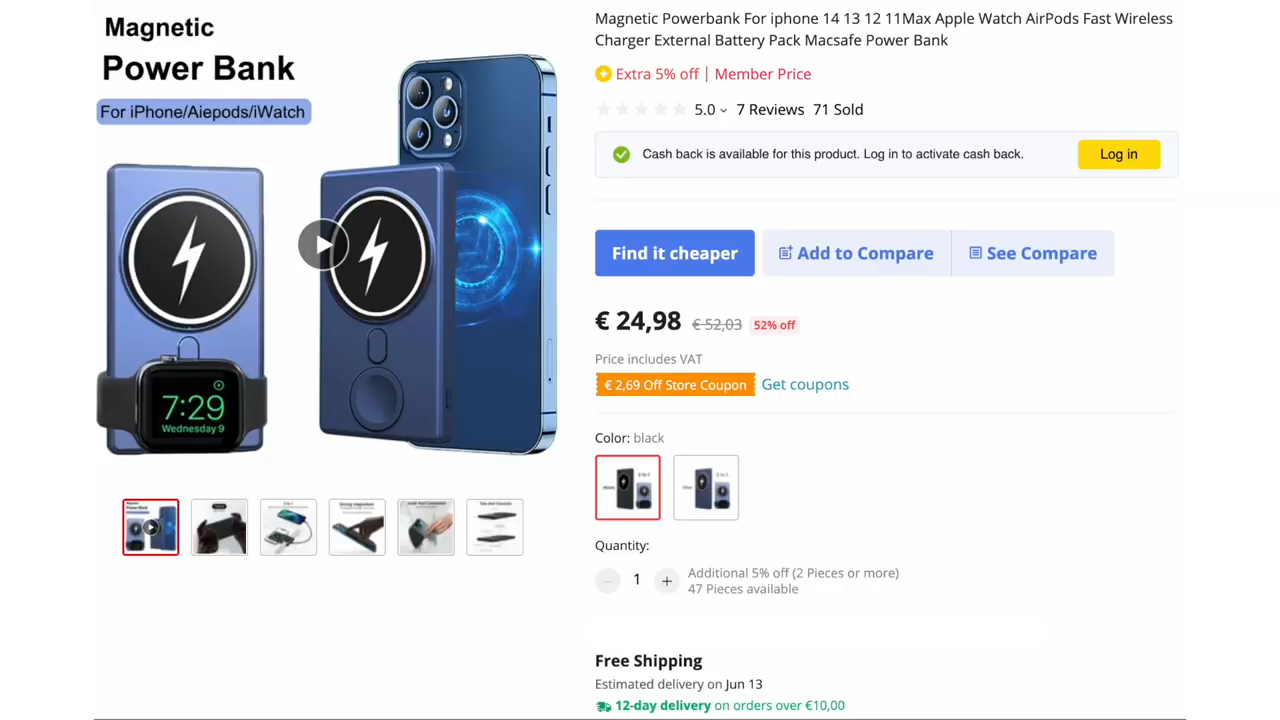 Magnetic
Power Bank
For iPhone/Aiepods/iWatch
7:29
Wednesday 9
Magnetic Powerbank For iphone 14 13 12 11Max Apple Watch AirPods Fast Wireless
Charger External Battery Pack Macsafe Power Bank
Extra 5% off | Member Price
5.0 7 Reviews 71 Sold
Cash back is available for this product. Log in to activate cash back.
Log in
Find it cheaper
Add to Compare
See Compare
€ 24,98 € 52,03 52% off
Price includes VAT
€ 2,69 Off Store Coupon Get coupons
Color: black
Quantity:
1
Additional 5% off (2 Pieces or more)
47 Pieces available
Free Shipping
Estimated delivery on Jun 13
12-day delivery on orders over €10,00